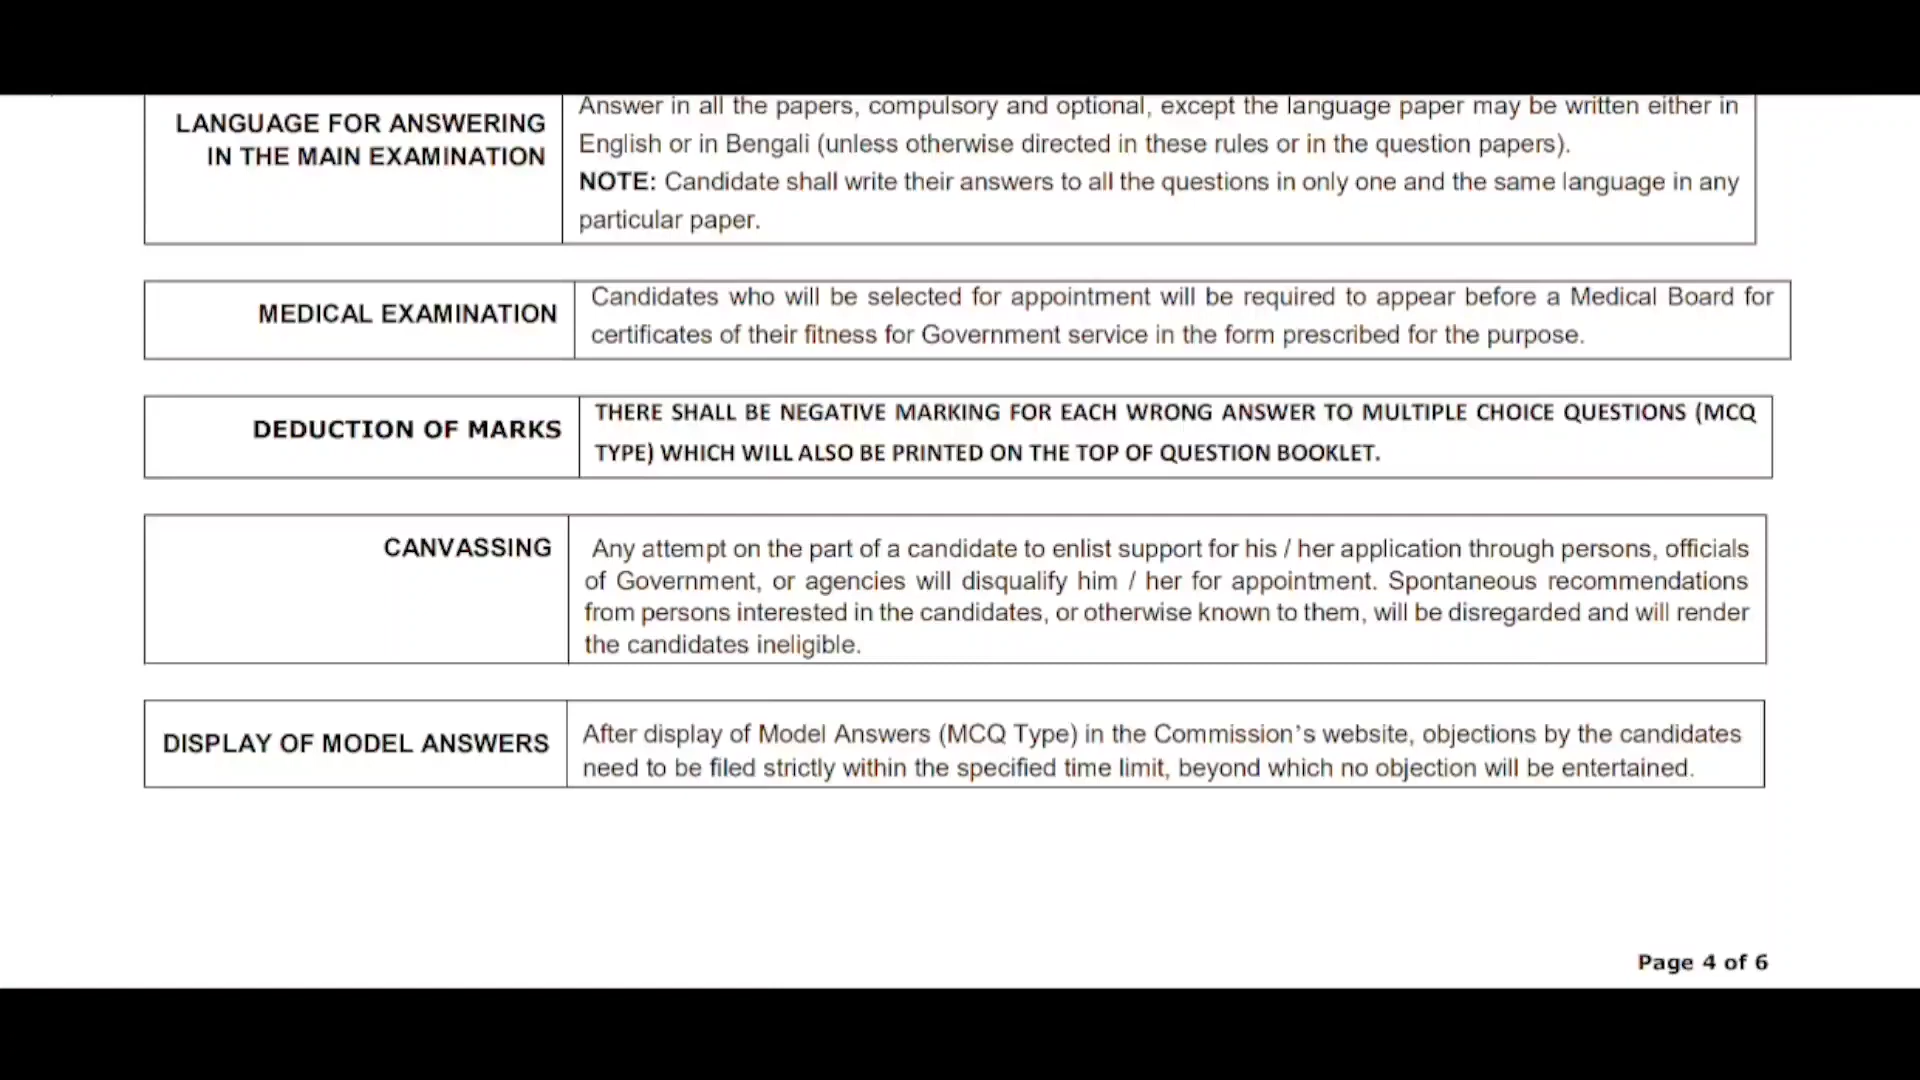 LANGUAGE FOR ANSWERING
IN THE MAIN EXAMINATION
Answer in all the papers, compulsory and optional, except the language paper may be written either in
English or in Bengali (unless otherwise directed in these rules or in the question papers).
NOTE: Candidate shall write their answers to all the questions in only one and the same language in any
particular paper.
MEDICAL EXAMINATION
Candidates who will be selected for appointment will be required to appear before a Medical Board for
certificates of their fitness for Government service in the form prescribed for the purpose.
DEDUCTION OF MARKS
THERE SHALL BE NEGATIVE MARKING FOR EACH WRONG ANSWER TO MULTIPLE CHOICE QUESTIONS (MCQ
TYPE) WHICH WILL ALSO BE PRINTED ON THE TOP OF QUESTION BOOKLET.
CANVASSING
Any attempt on the part of a candidate to enlist support for his / her application through persons, officials
of Government, or agencies will disqualify him / her for appointment. Spontaneous recommendations
from persons interested in the candidates, or otherwise known to them, will be disregarded and will render
the candidates ineligible.
DISPLAY OF MODEL ANSWERS
After display of Model Answers (MCQ Type) in the Commission's website, objections by the candidates
need to be filed strictly within the specified time limit, beyond which no objection will be entertained.
Page 4 of 6